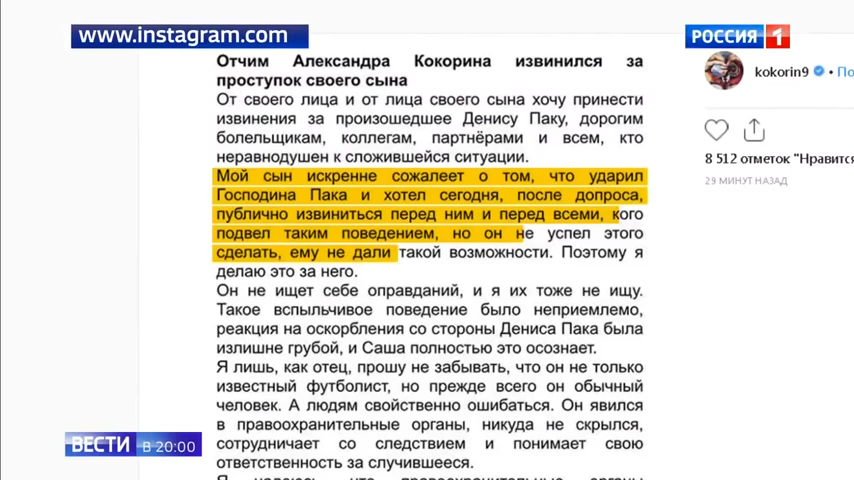 www.instagram.com
РОССИЯ 1
Отчим Александра Кокорина извинился за
проступок своего сына
От своего лица и от лица своего сына хочу принести
извинения за произошедшее Денису Паку, дорогим
болельщикам, коллегам, партнёрами и всем, кто
неравнодушен к сложившейся ситуации.
Мой сын искренне сожалеет о том, что ударил
Господина Пака и хотел сегодня, после допроса,
публично извиниться перед ним и перед всеми, кого
подвел таким поведением, но он не успел этого
сделать, ему не дали такой возможности. Поэтому я
делаю это за него.
Он не ищет себе оправданий, и я их тоже не ищу.
Такое вспыльчивое поведение было неприемлемо,
реакция на оскорбления со стороны Дениса Пака была
излишне грубой, и Саша полностью это осознает.
Я лишь, как отец, прошу не забывать, что он не только
известный футболист, но прежде всего он обычный
человек. А людям свойственно ошибаться. Он явился
в правоохранительные органы, никуда не скрылся,
сотрудничает со следствием и понимает свою
ответственность за случившееся.
Я надеюсь, что правоохранительные органы
kokorin9 • По
8 512 отметок "Нравится
29 МИНУТ НАЗАД
ВЕСТИ В 20:00